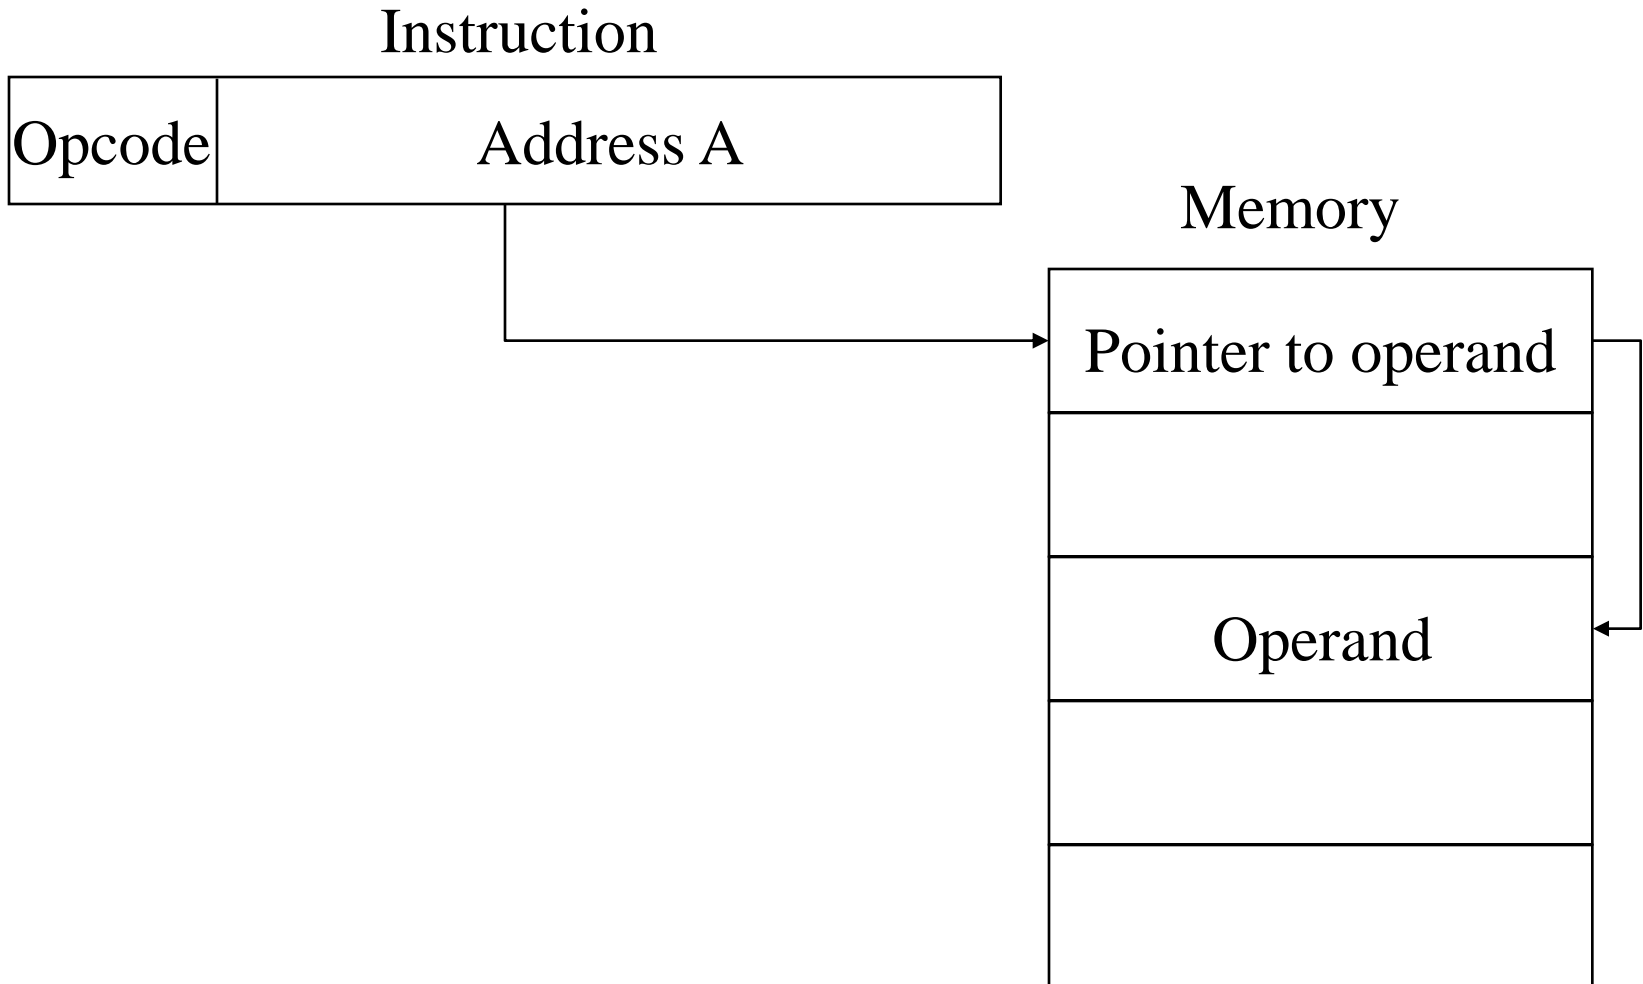 Instruction
Opcode Address A
Memory
Pointer to operand
Operand